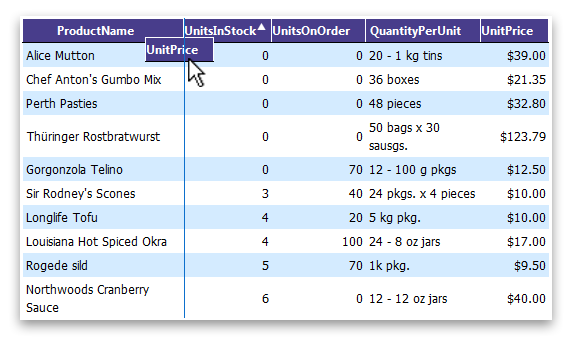 ProductName UnitsInStock UnitsOnOrder QuantityPerUnit UnitPrice
UnitPrice
Alice Mutton 0 0 20 - 1 kg tins $39.00
Chef Anton's Gumbo Mix 0 0 36 boxes $21.35
Perth Pasties 0 0 48 pieces $32.80
Thüringer Rostbratwurst 0 0 50 bags x 30 $123.79
sausgs.
Gorgonzola Telino 0 70 12 - 100 g pkgs $12.50
Sir Rodney's Scones 3 40 24 pkgs. x 4 pieces $10.00
Longlife Tofu 4 20 5 kg pkg. $10.00
Louisiana Hot Spiced Okra 4 100 24 - 8 oz jars $17.00
Rogede sild 5 70 1k pkg. $9.50
Northwoods Cranberry 6 0 12 - 12 oz jars $40.00
Sauce